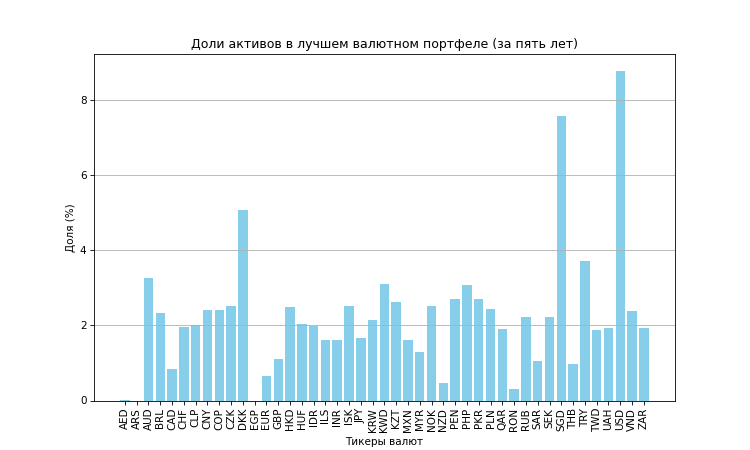 Доли активов в лучшем валютном портфеле (за пять лет)
Доля (%)
8
6
4
2
0
AED
ARS
AUD
BRL
CAD
CHF
CLP
CNY
COP
CZK
DKK
EGP
EUR
GBP
HKD
HUF
IDR
ILS
INR
ISK
JPY
KRW
KWD
KZT
MXN
MYR
NOK
NZD
PEN
PHP
PKR
PLN
QAR
RON
RUB
SAR
SEK
SGD
THB
TRY
TWD
UAH
USD
VND
ZAR
Тикеры валют